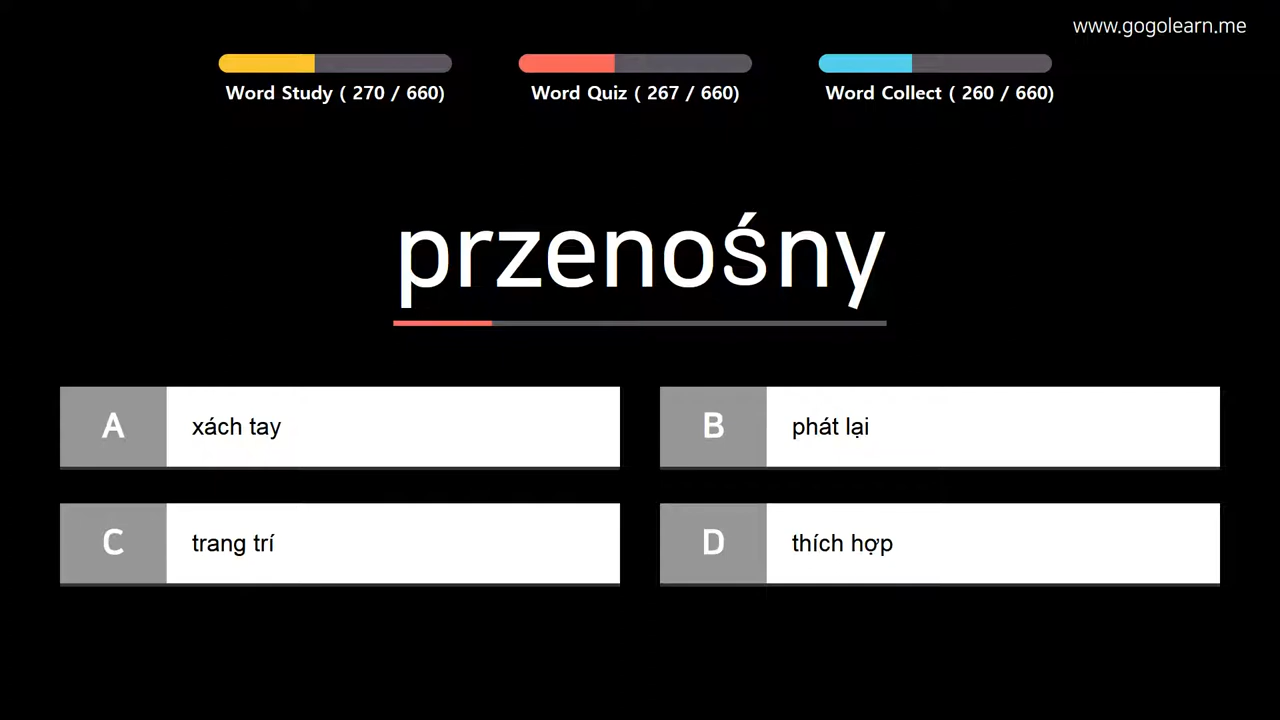 www.gogolearn.me
Word Study ( 270 / 660)
Word Quiz ( 267 / 660)
Word Collect ( 260 / 660)
przenośny
A xách tay
B phát lại
C trang trí
D thích hợp